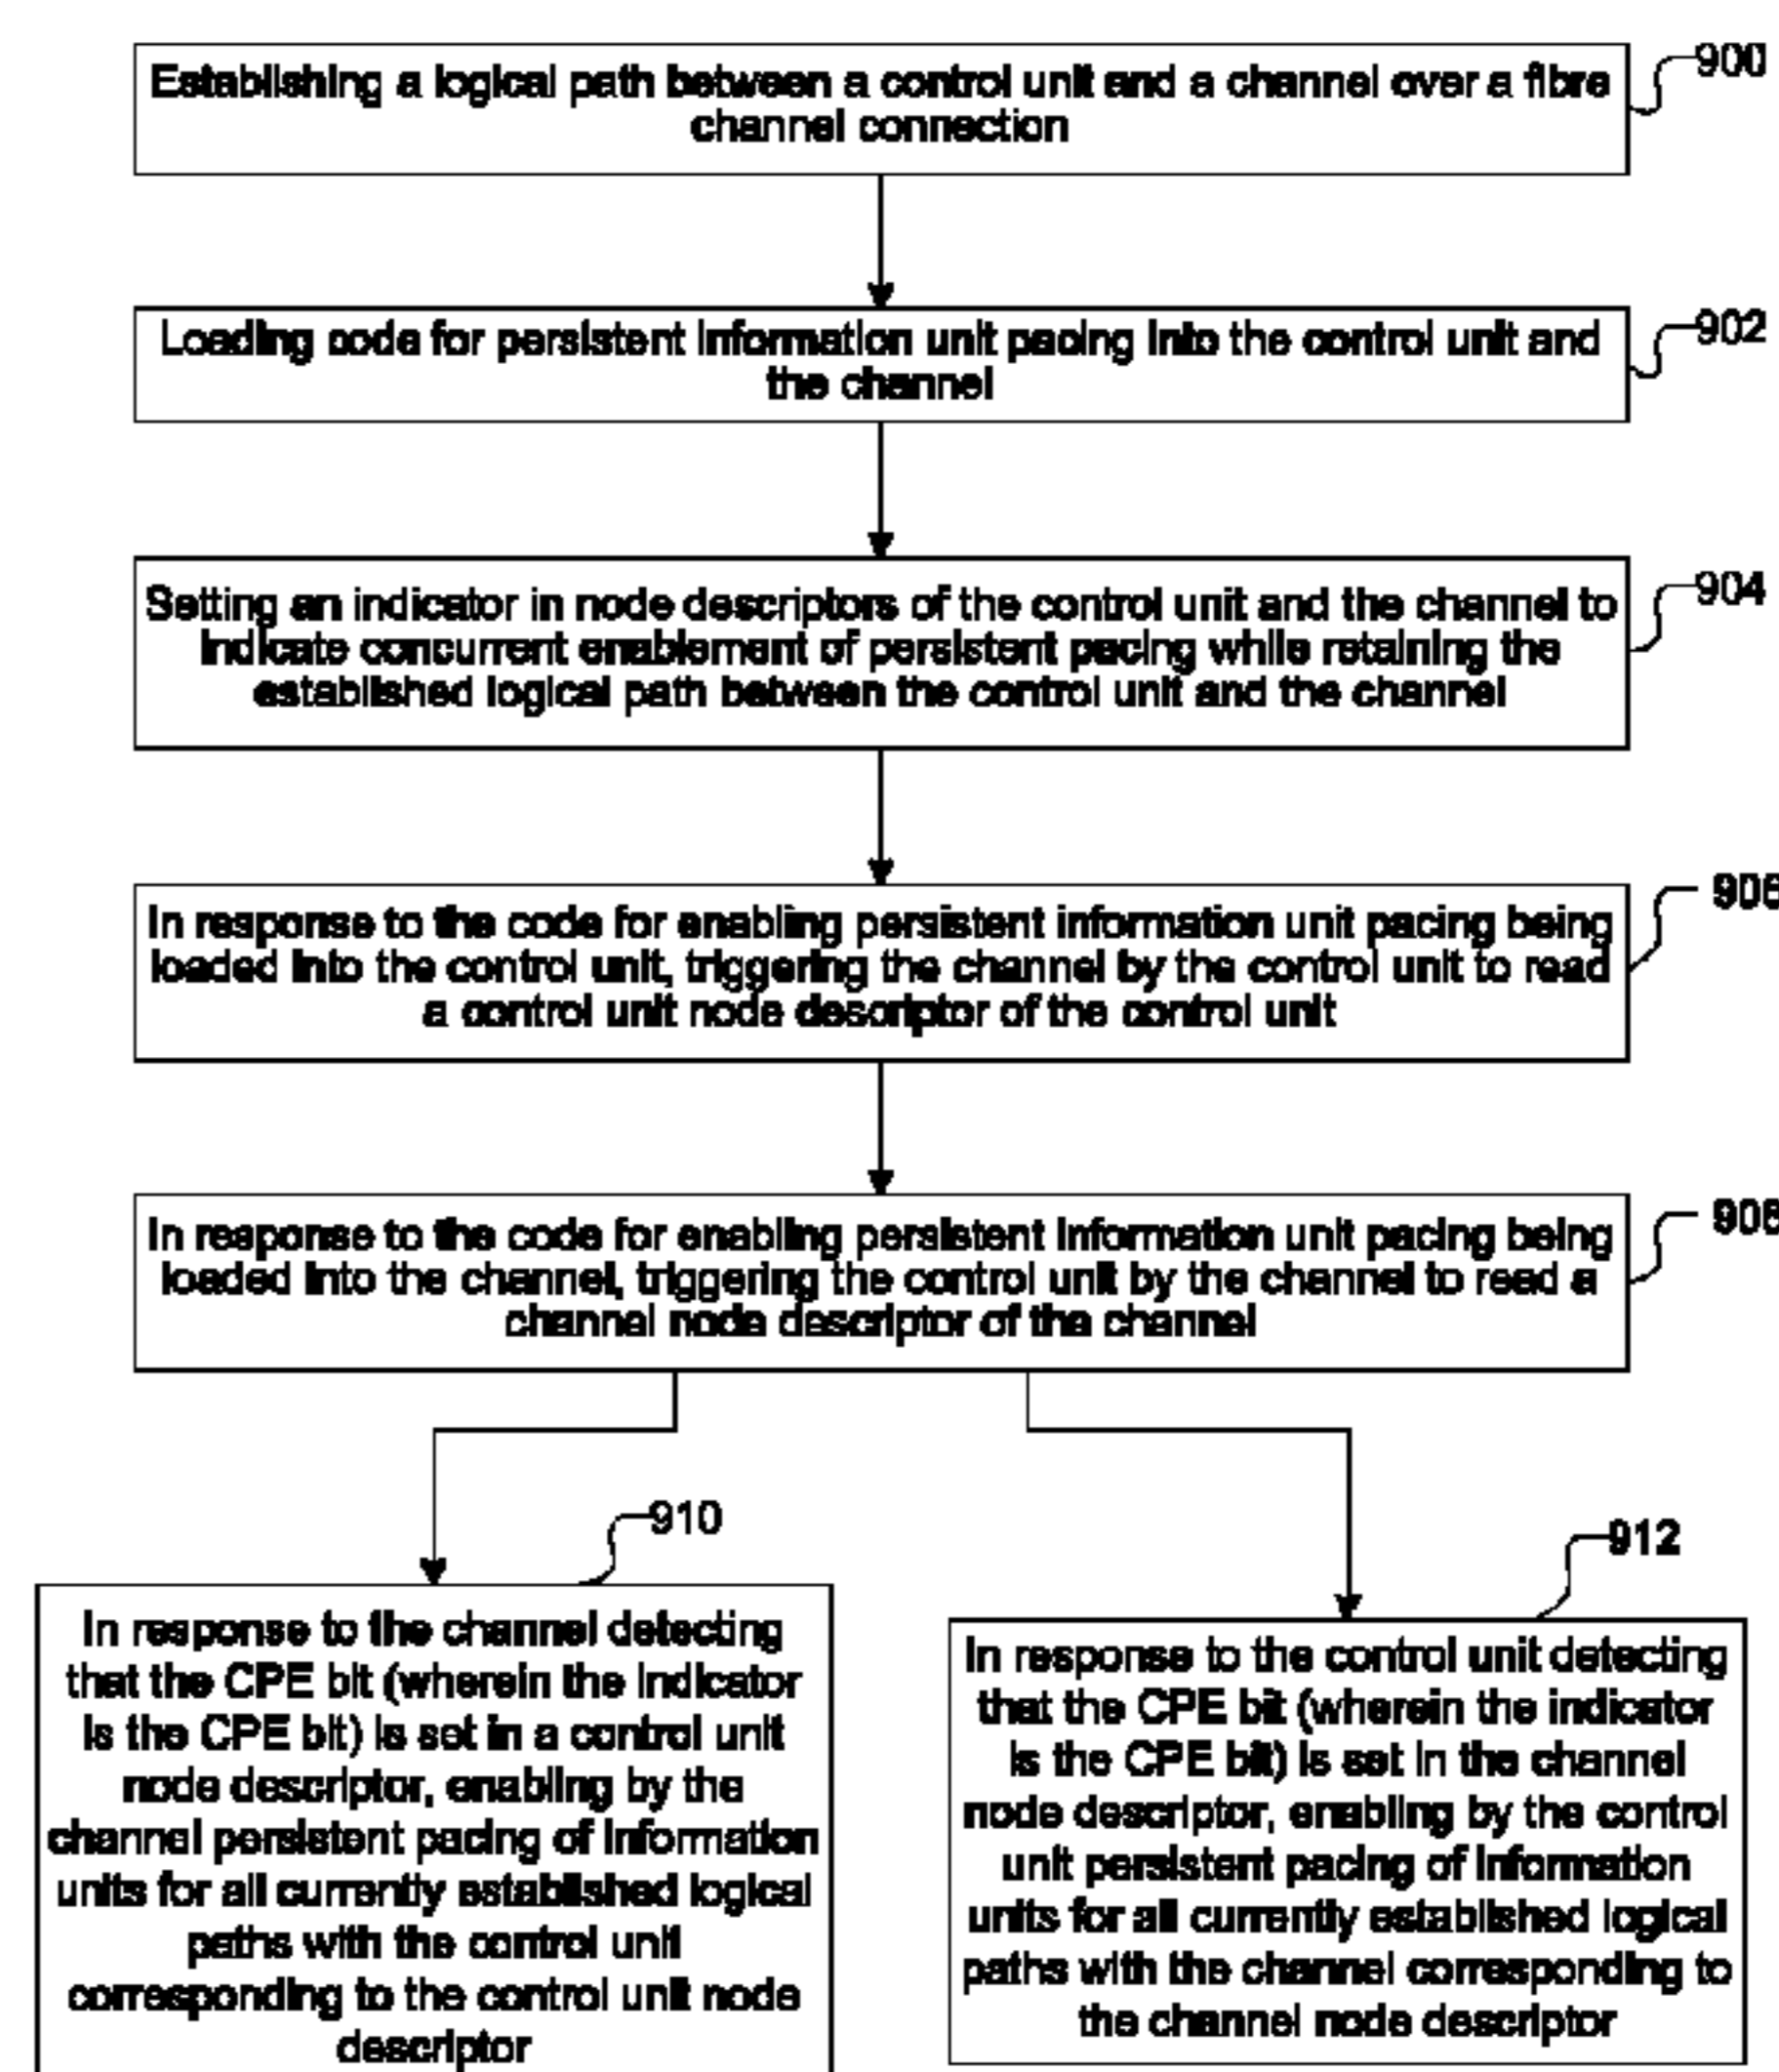 Establishing a logical path between a control unit and a channel over a fibre
channel connection
900
Loading code for persistent information unit pacing into the control unit and
the channel
902
Setting an indicator in node descriptors of the control unit and the channel to
indicate concurrent enablement of persistent pacing while retaining the
established logical path between the control unit and the channel
904
In response to the code for enabling persistent information unit pacing being
loaded into the control unit, triggering the channel by the control unit to read
a control unit node descriptor of the control unit
906
In response to the code for enabling persistent information unit pacing being
loaded into the channel, triggering the control unit by the channel to read a
channel node descriptor of the channel
908
910
In response to the channel detecting
that the CPE bit (wherein the indicator
is the CPE bit) is set in a control unit
node descriptor, enabling by the
channel persistent pacing of information
units for all currently established logical
paths with the control unit
corresponding to the control unit node
descriptor
912
In response to the control unit detecting
that the CPE bit (wherein the indicator
is the CPE bit) is set in the channel
node descriptor, enabling by the control
unit persistent pacing of information
units for all currently established logical
paths with the channel corresponding to
the channel node descriptor